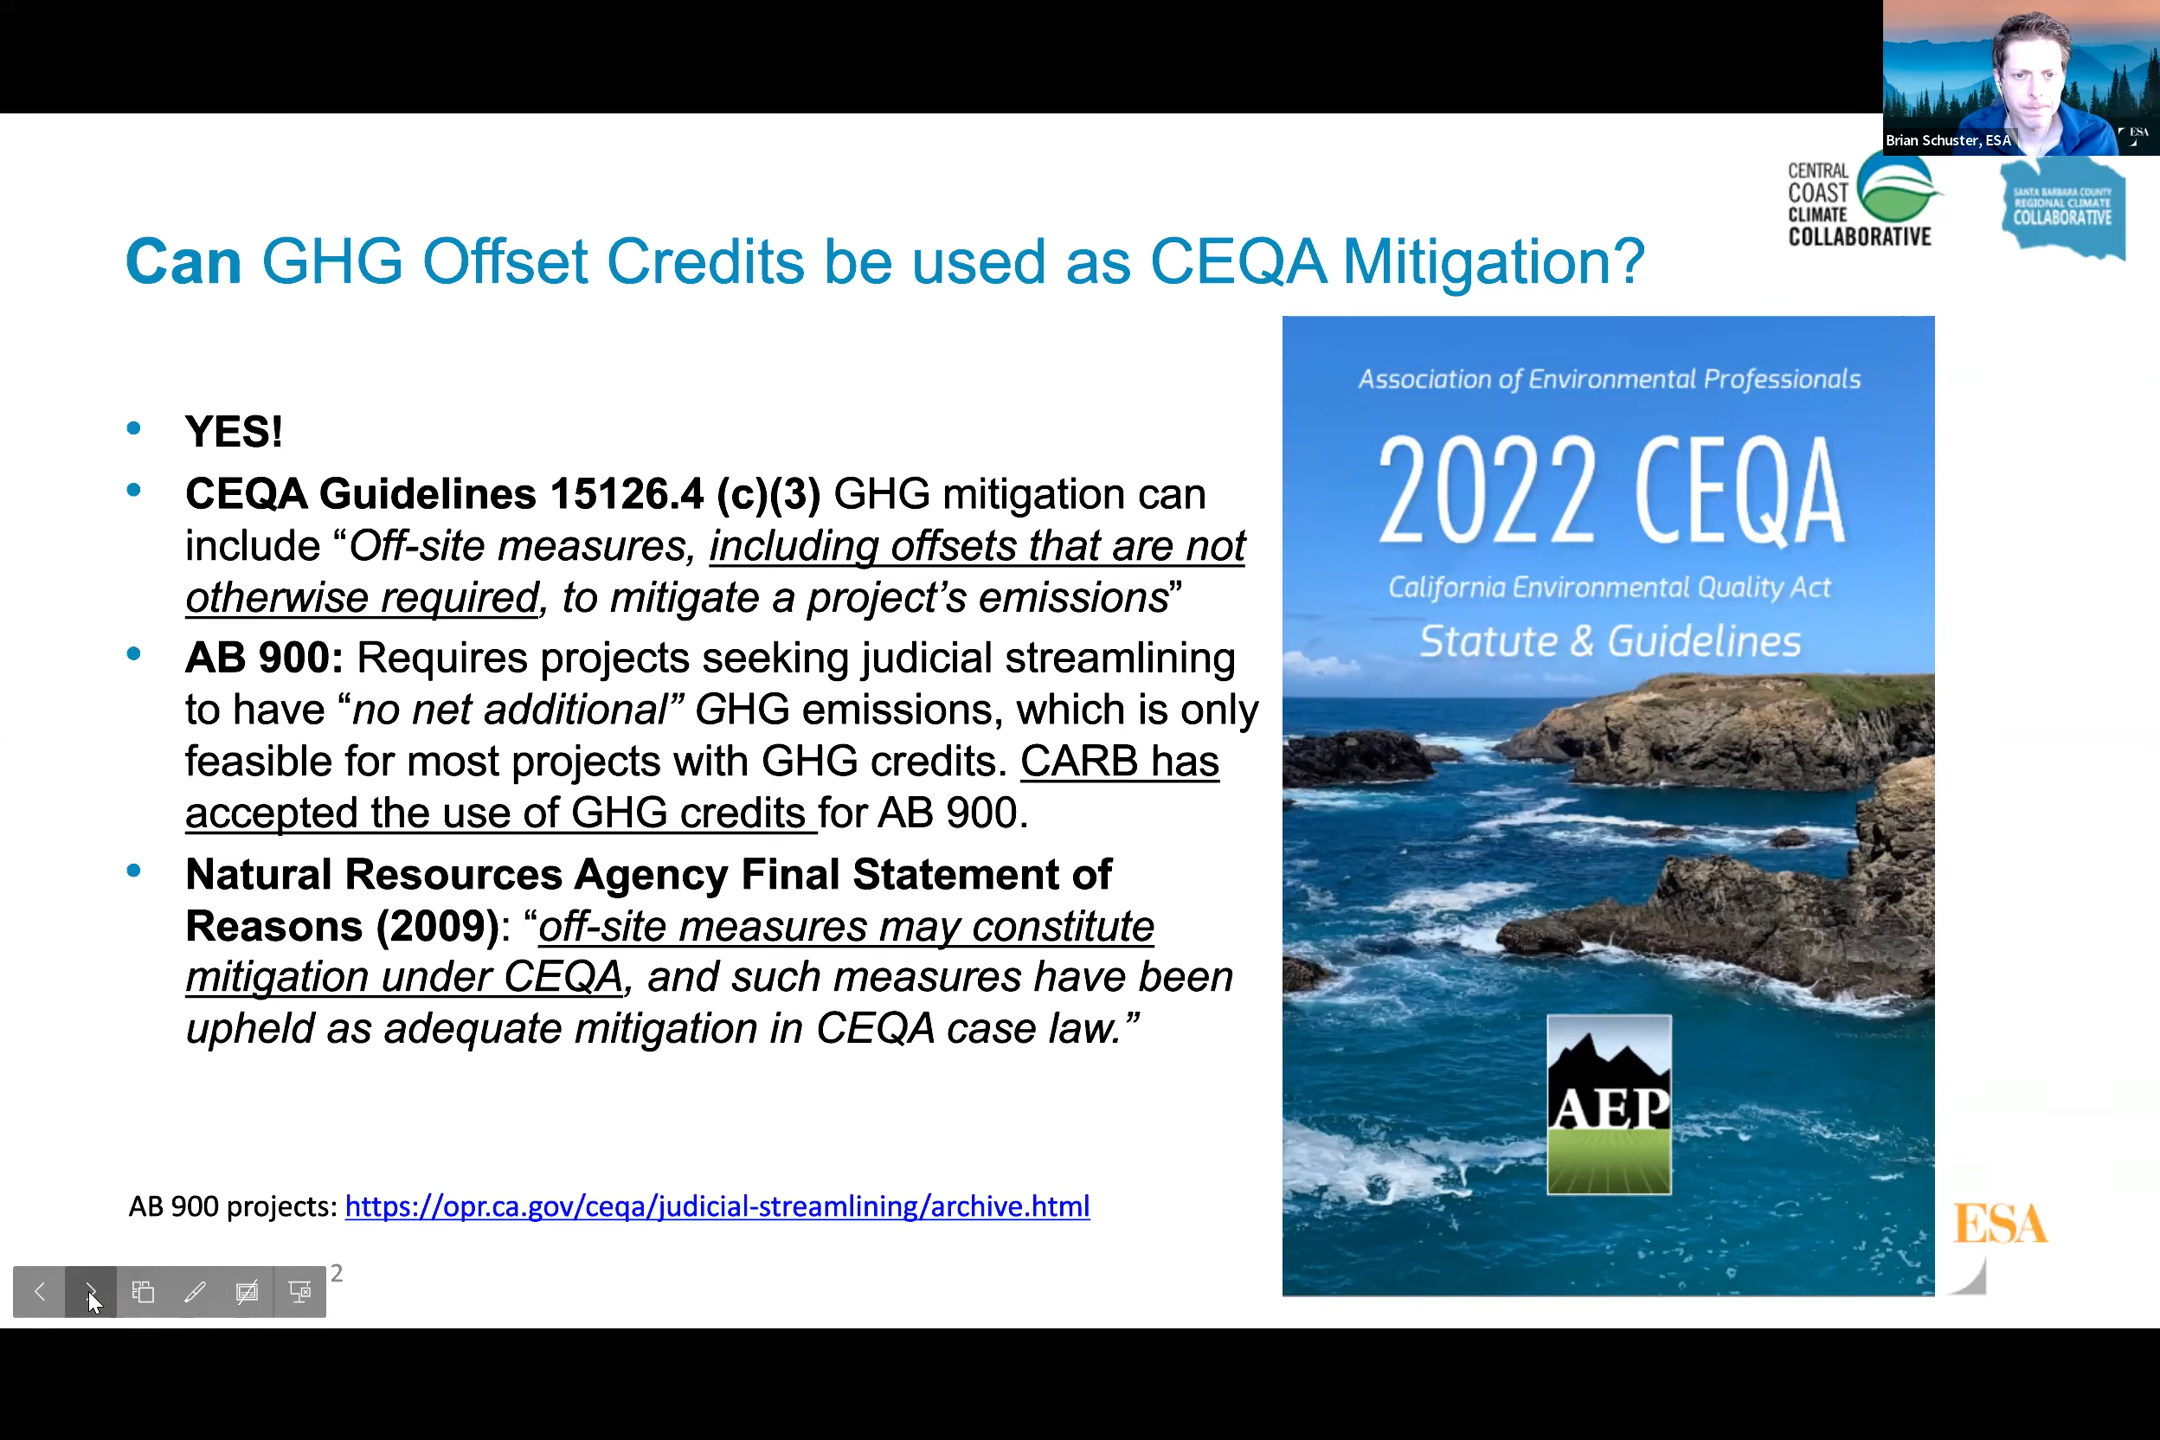 Brian Schuster, ESA
ESA
CENTRAL
COAST
CLIMATE
COLLABORATIVE
SANTA BARBARA COUNTY
REGIONAL CLIMATE
COLLABORATIVE
Can GHG Offset Credits be used as CEQA Mitigation?
• YES!
• CEQA Guidelines 15126.4 (c)(3) GHG mitigation can
include “Off-site measures, including offsets that are not
otherwise required, to mitigate a project’s emissions”
• AB 900: Requires projects seeking judicial streamlining
to have “no net additional” GHG emissions, which is only
feasible for most projects with GHG credits. CARB has
accepted the use of GHG credits for AB 900.
• Natural Resources Agency Final Statement of
Reasons (2009): “off-site measures may constitute
mitigation under CEQA, and such measures have been
upheld as adequate mitigation in CEQA case law.”
AB 900 projects: https://opr.ca.gov/ceqa/judicial-streamlining/archive.html
2
Association of Environmental Professionals
2022 CEQA
California Environmental Quality Act
Statute & Guidelines
AEP
ESA